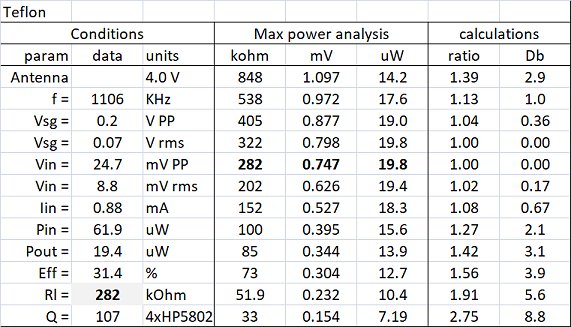 Teflon
Conditions Max power analysis calculations
param data units kohm mV uW ratio Db
Antenna 4.0 V 848 1.097 14.2 1.39 2.9
f = 1106 KHz 538 0.972 17.6 1.13 1.0
Vsg = 0.2 V PP 405 0.877 19.0 1.04 0.36
Vsg = 0.07 V rms 322 0.798 19.8 1.00 0.00
Vin = 24.7 mV PP 282 0.747 19.8 1.00 0.00
Vin = 8.8 mV rms 202 0.626 19.4 1.02 0.17
Iin = 0.88 mA 152 0.527 18.3 1.08 0.67
Pin = 61.9 uW 100 0.395 15.6 1.27 2.1
Pout = 19.4 uW 85 0.344 13.9 1.42 3.1
Eff = 31.4 % 73 0.304 12.7 1.56 3.9
Rl = 282 kOhm 51.9 0.232 10.4 1.91 5.6
Q = 107 4xHP5802 33 0.154 7.19 2.75 8.8